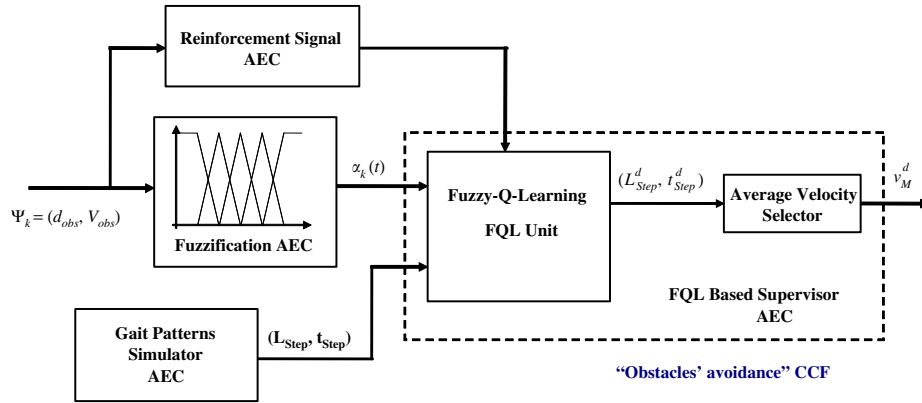 Reinforcement Signal
AEC
α_k(t)
Ψ_k = (d_obs, V_obs)
Fuzzification AEC
Fuzzy-Q-Learning
FQL Unit
(L^d_Step, t^d_Step)
Average Velocity
Selector
v^d_M
Gait Patterns
Simulator
AEC
(L_Step, t_Step)
FQL Based Supervisor
AEC
“Obstacles’ avoidance” CCF